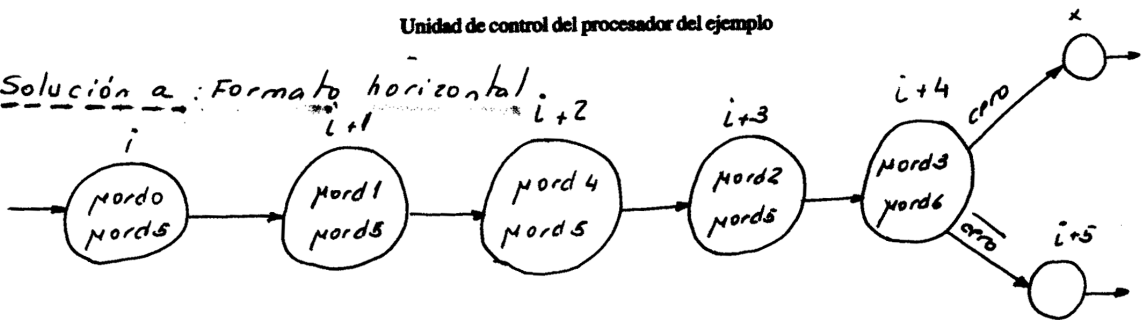 Unidad de control del procesador del ejemplo
x
Solución a : Formato horizontal.
i
i+1
i+2
i+3
i+4
cero
μord0
μord5
μord1
μord5
μord4
μord5
μord2
μord5
μord3
μord6
cero
i+5